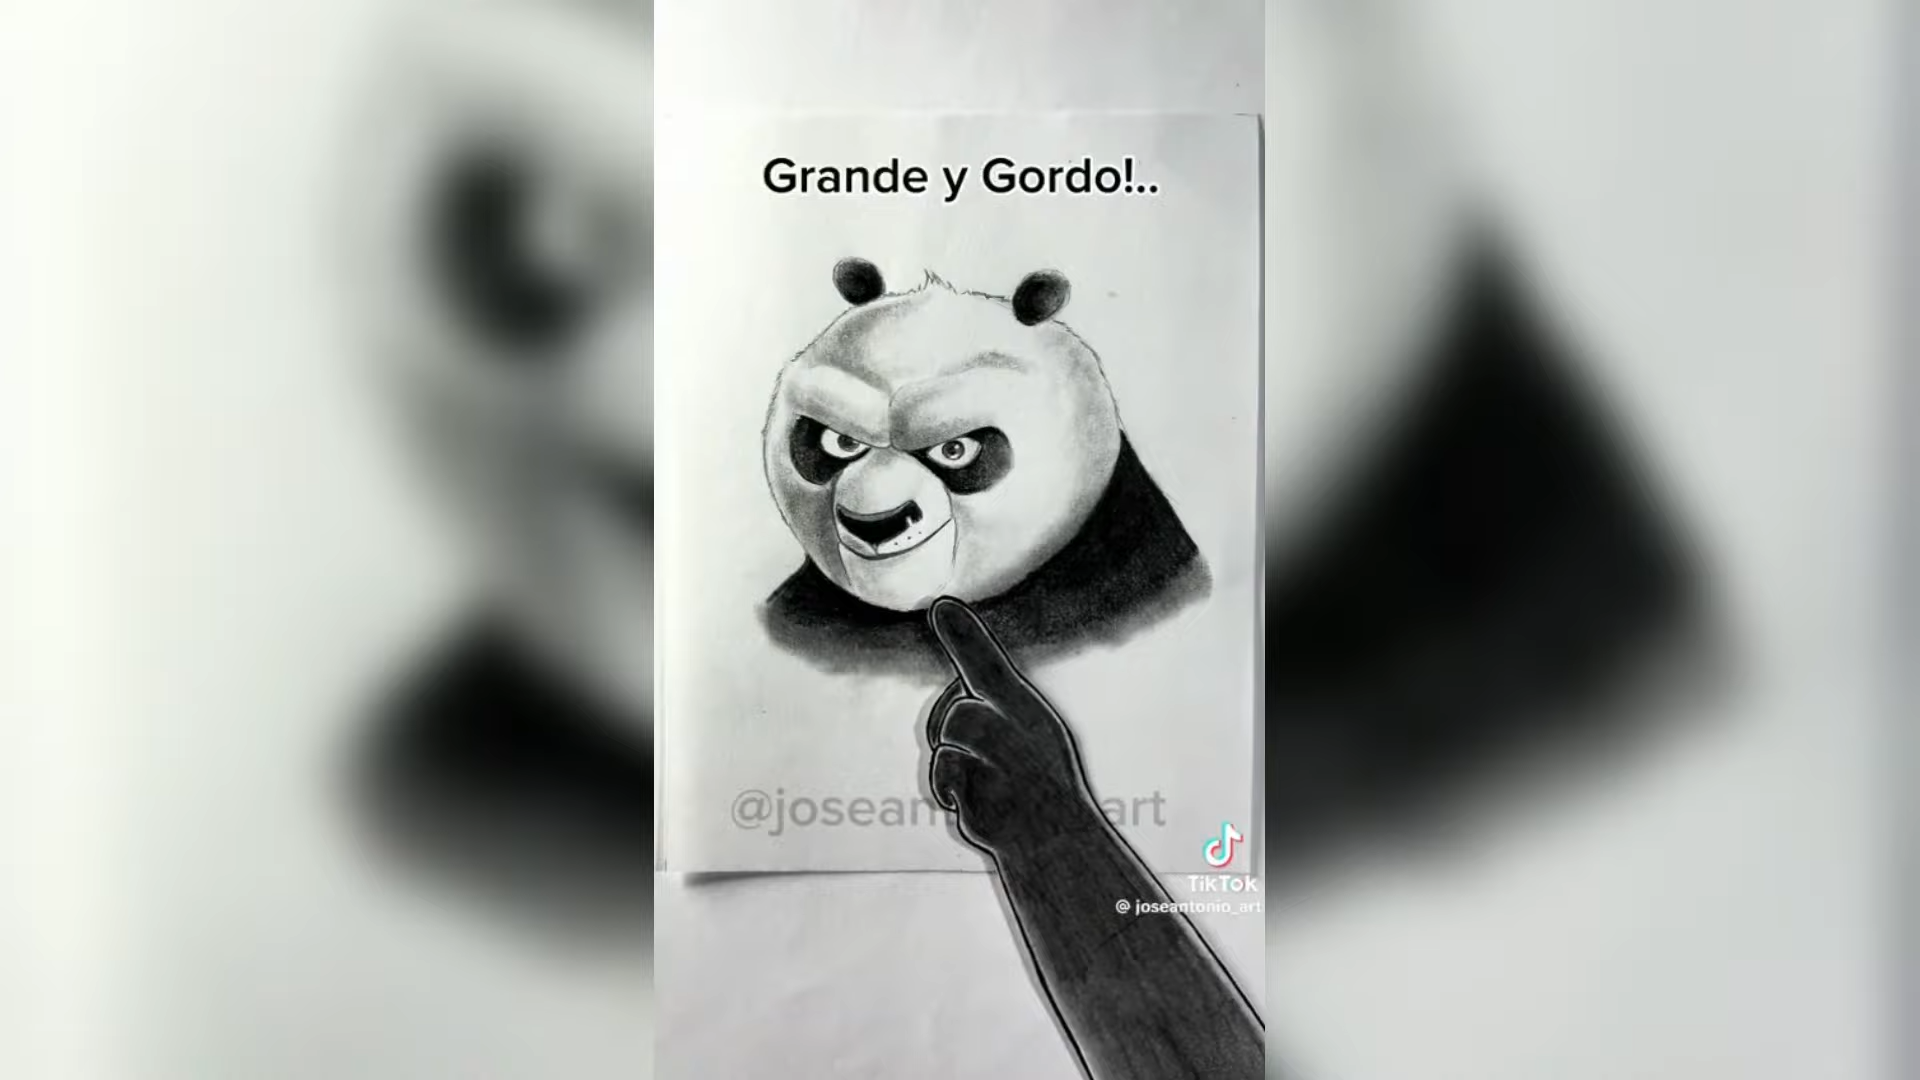 Grande y Gordo!..
@josean art
TikTok
@ joseantonio_art